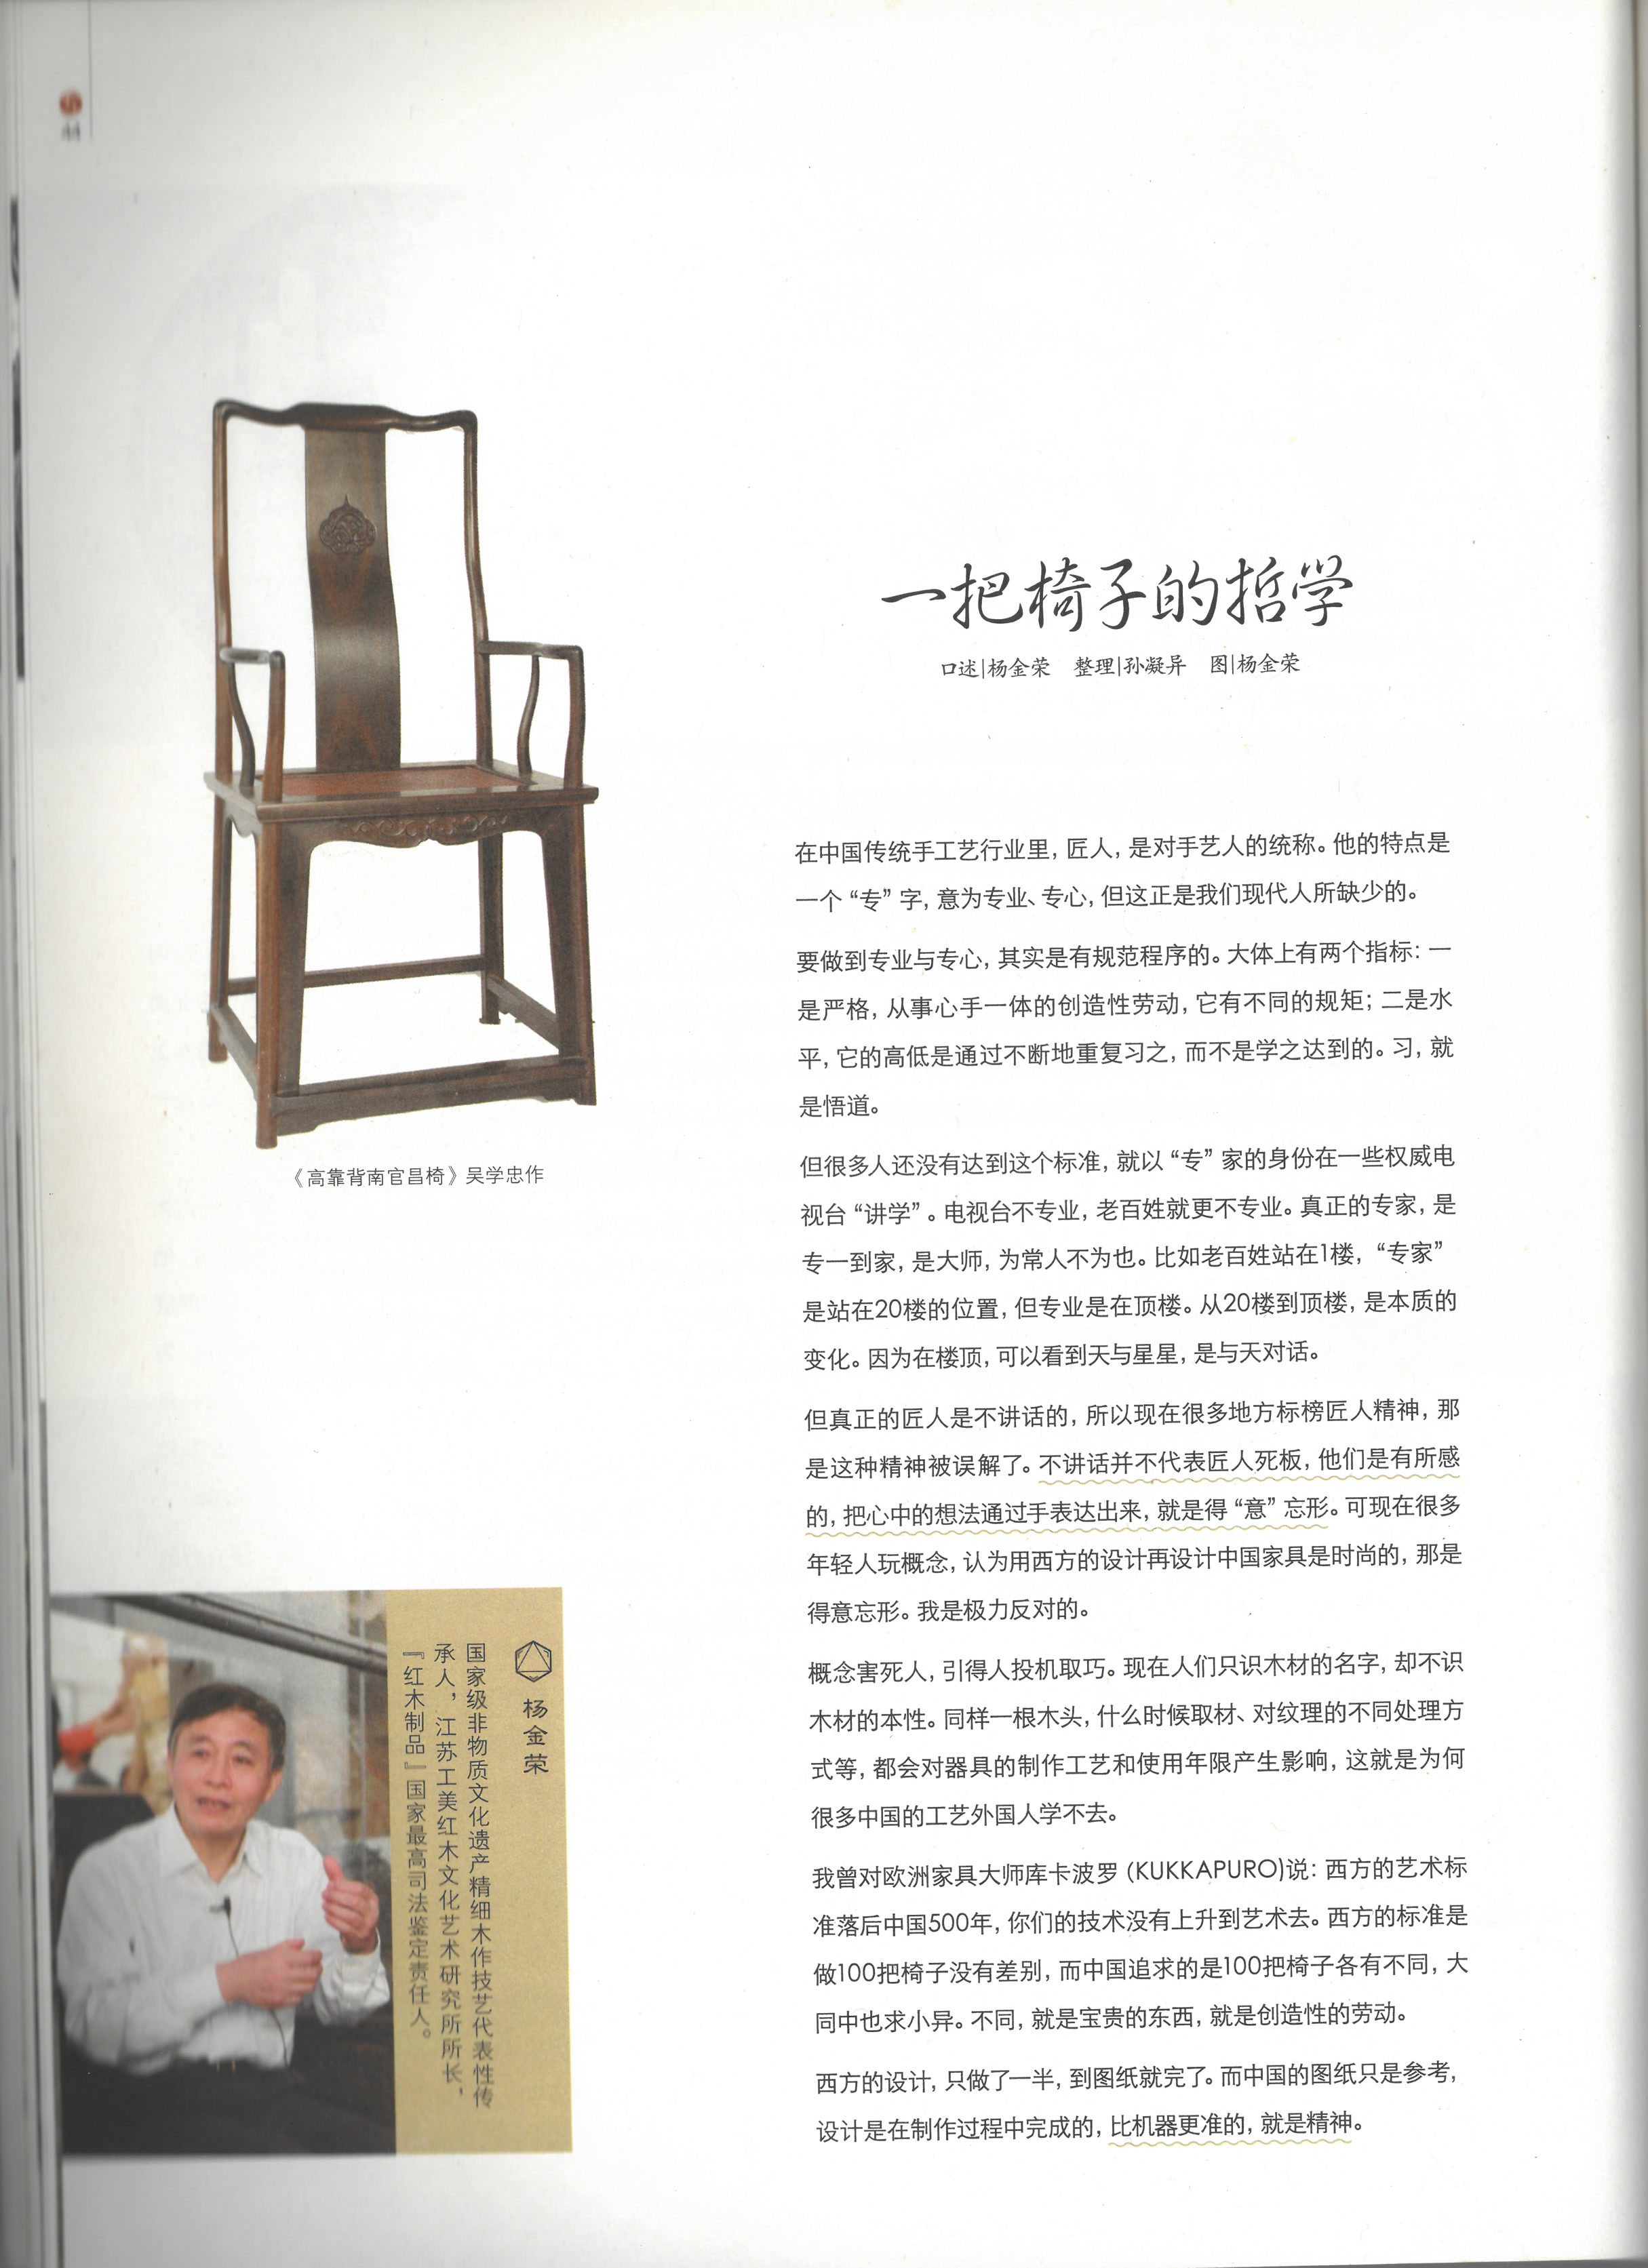 44
一把椅子的哲学
口述|杨金荣 整理|孙凝异 图|杨金荣
在中国传统手工艺行业里，匠人，是对手艺人的统称。他的特点是
一个“专”字，意为专业、专心，但这正是我们现代人所缺少的。
要做到专业与专心，其实是有规范程序的。大体上有两个指标：一
是严格，从事心手一体的创造性劳动，它有不同的规矩；二是水
平，它的高低是通过不断地重复习之，而不是学之达到的。习，就
是悟道。
但很多人还没有达到这个标准，就以“专”家的身份在一些权威电
视台“讲学”。电视台不专业，老百姓就更不专业。真正的专家，是
专一到家，是大师，为常人不为也。比如老百姓站在1楼，“专家”
是站在20楼的位置，但专业是在顶楼。从20楼到顶楼，是本质的
变化。因为在楼顶，可以看到天与星星，是与天对话。
但真正的匠人是不讲话的，所以现在很多地方标榜匠人精神，那
是这种精神被误解了。不讲话并不代表匠人死板，他们是有所感
的，把心中的想法通过手表达出来，就是得“意”忘形。可现在很多
年轻人玩概念，认为用西方的设计再设计中国家具是时尚的，那是
得意忘形。我是极力反对的。
概念害死人，引得人投机取巧。现在人们只识木材的名字，却不识
木材的本性。同样一根木头，什么时候取材、对纹理的不同处理方
式等，都会对器具的制作工艺和使用年限产生影响，这就是为何
很多中国的工艺外国人学不去。
我曾对欧洲家具大师库卡波罗（KUKKAPURO)说：西方的艺术标
准落后中国500年，你们的技术没有上升到艺术去。西方的标准是
做100把椅子没有差别，而中国追求的是100把椅子各有不同，大
同中也求小异。不同，就是宝贵的东西，就是创造性的劳动。
西方的设计，只做了一半，到图纸就完了。而中国的图纸只是参考，
设计是在制作过程中完成的，比机器更准的，就是精神。
《高靠背南官昌椅》吴学忠作
杨金荣
国家级非物质文化遗产精细木作技艺代表性传
承人，江苏工美红木文化艺术研究所所长，
『红木制品』国家最高司法鉴定责任人。